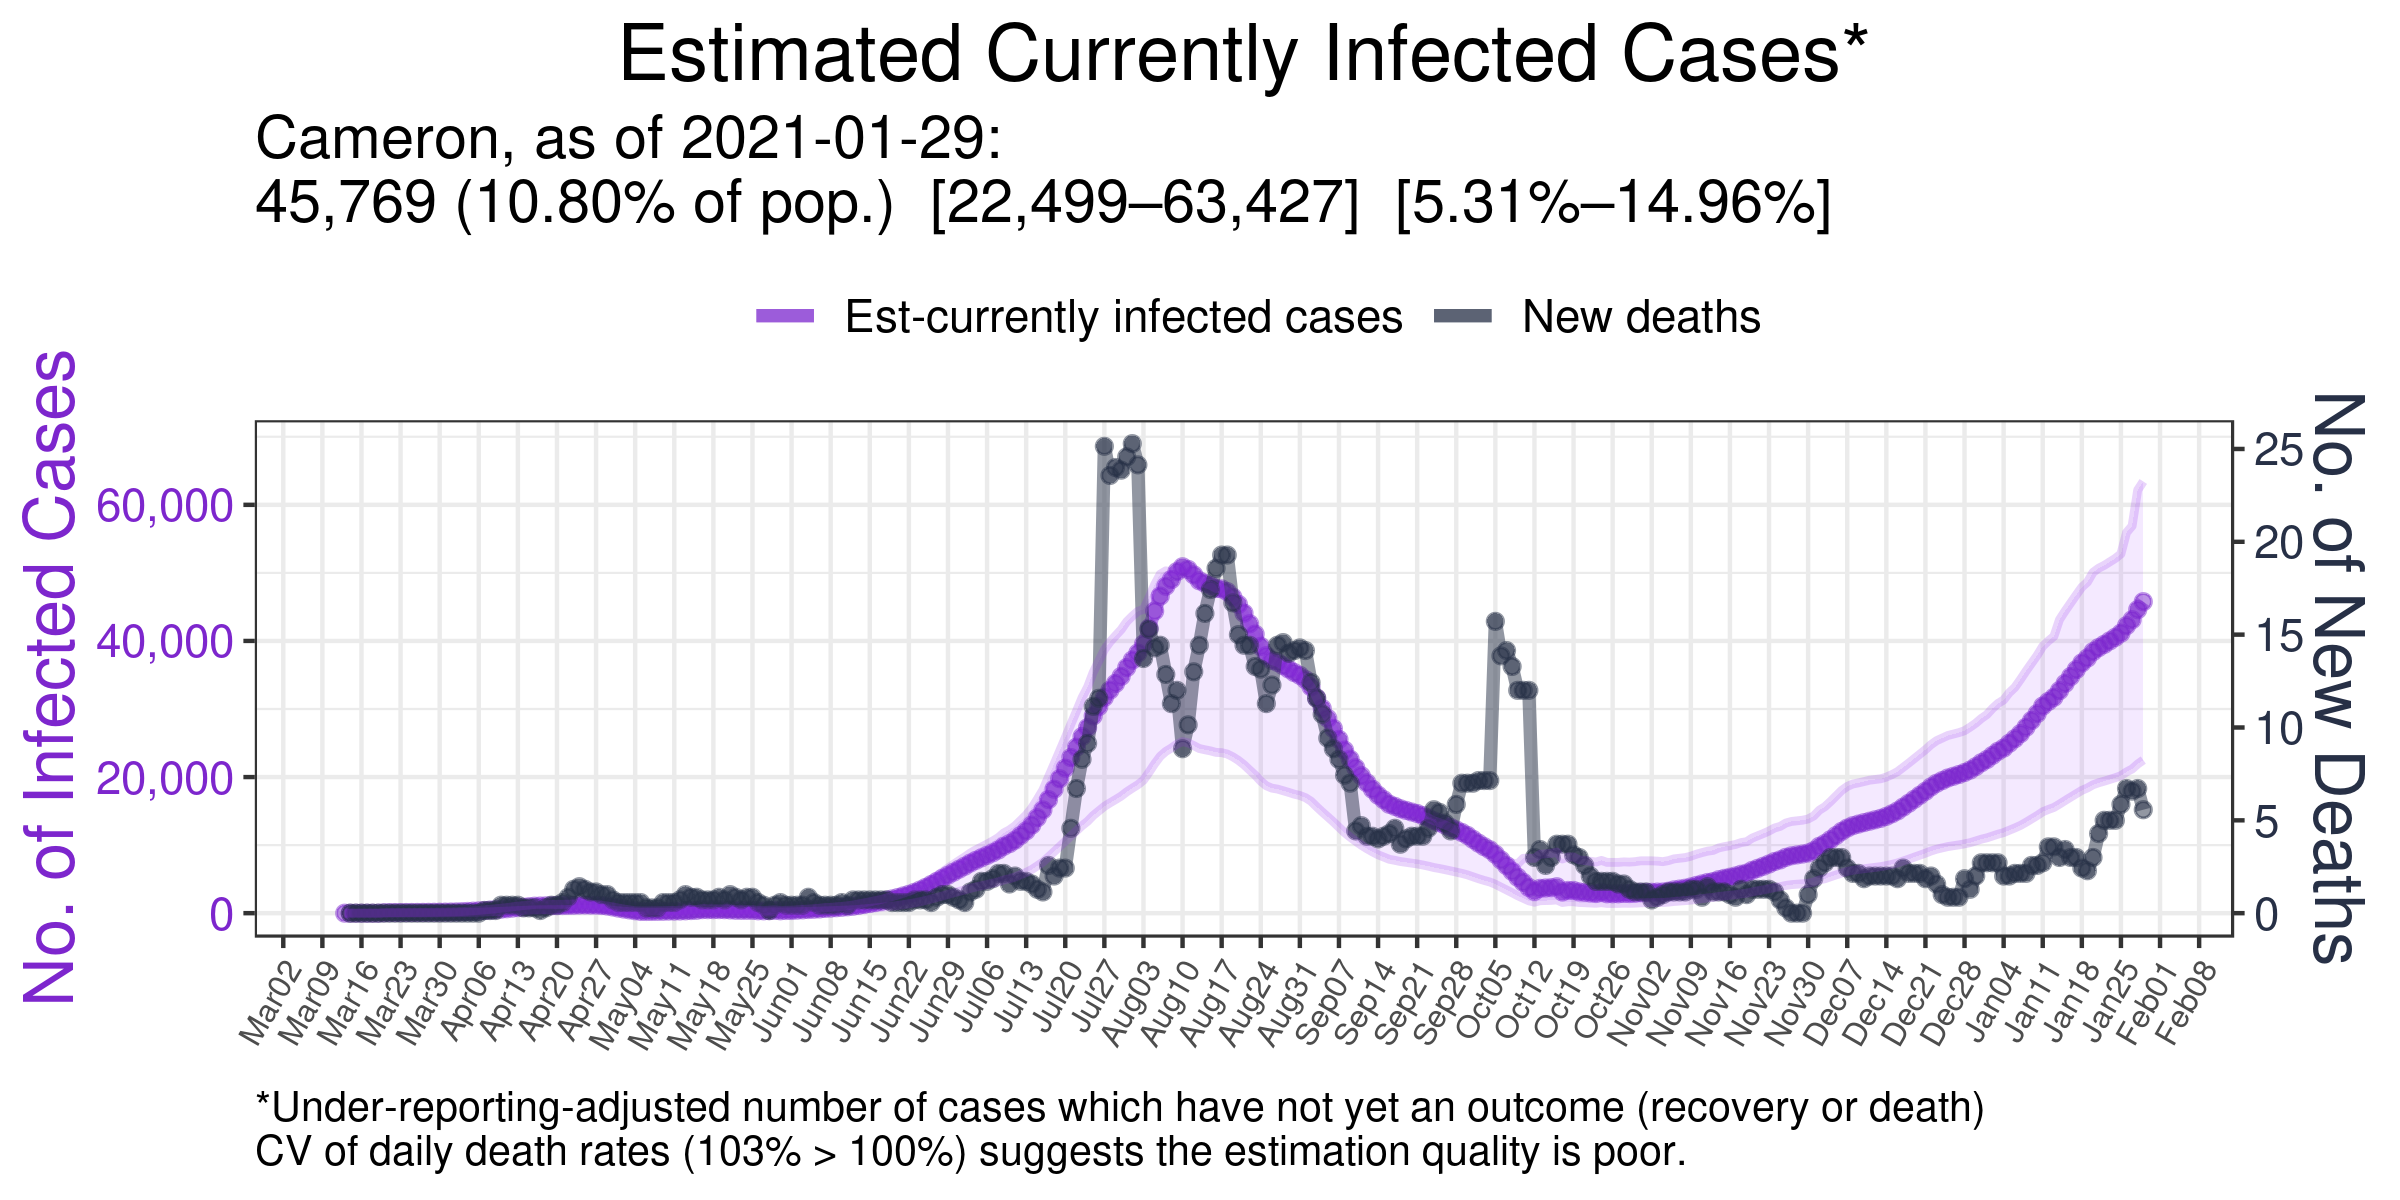 Estimated Currently Infected Cases*
Cameron, as of 2021-01-29:
45,769 (10.80% of pop.) [22,499–63,427] [5.31%–14.96%]
Est-currently infected cases New deaths
No. of Infected Cases
60,000
40,000
20,000
0
25
20
15
10
5
0
No. of New Deaths
Mar02 Mar09 Mar16 Mar23 Mar30 Apr06 Apr13 Apr20 Apr27 May04 May11 May18 May25 Jun01 Jun08 Jun15 Jun22 Jun29 Jul06 Jul13 Jul20 Jul27 Aug03 Aug10 Aug17 Aug24 Aug31 Sep07 Sep14 Sep21 Sep28 Oct05 Oct12 Oct19 Oct26 Nov02 Nov09 Nov16 Nov23 Nov30 Dec07 Dec14 Dec21 Dec28 Jan04 Jan11 Jan18 Jan25 Feb01 Feb08
*Under-reporting-adjusted number of cases which have not yet an outcome (recovery or death)
CV of daily death rates (103% > 100%) suggests the estimation quality is poor.